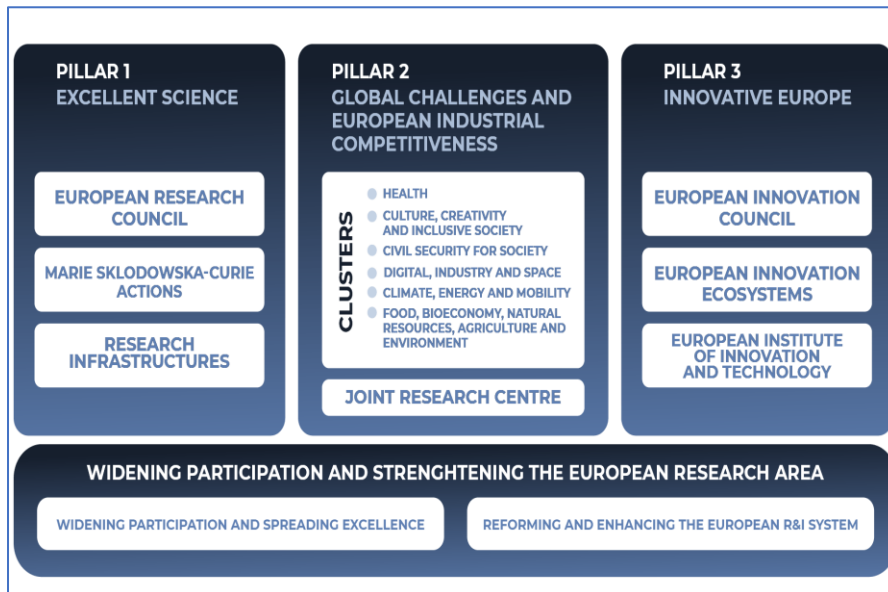 PILLAR 1
EXCELLENT SCIENCE
EUROPEAN RESEARCH
COUNCIL
MARIE SKLODOWSKA-CURIE
ACTIONS
RESEARCH
INFRASTRUCTURES
PILLAR 2
GLOBAL CHALLENGES AND
EUROPEAN INDUSTRIAL
COMPETITIVENESS
CLUSTERS
HEALTH
CULTURE, CREATIVITY
AND INCLUSIVE SOCIETY
CIVIL SECURITY FOR SOCIETY
DIGITAL, INDUSTRY AND SPACE
CLIMATE, ENERGY AND MOBILITY
FOOD, BIOECONOMY, NATURAL
RESOURCES, AGRICULTURE AND
ENVIRONMENT
JOINT RESEARCH CENTRE
PILLAR 3
INNOVATIVE EUROPE
EUROPEAN INNOVATION
COUNCIL
EUROPEAN INNOVATION
ECOSYSTEMS
EUROPEAN INSTITUTE
OF INNOVATION
AND TECHNOLOGY
WIDENING PARTICIPATION AND STRENGHTENING THE EUROPEAN RESEARCH AREA
WIDENING PARTICIPATION AND SPREADING EXCELLENCE
REFORMING AND ENHANCING THE EUROPEAN R&I SYSTEM